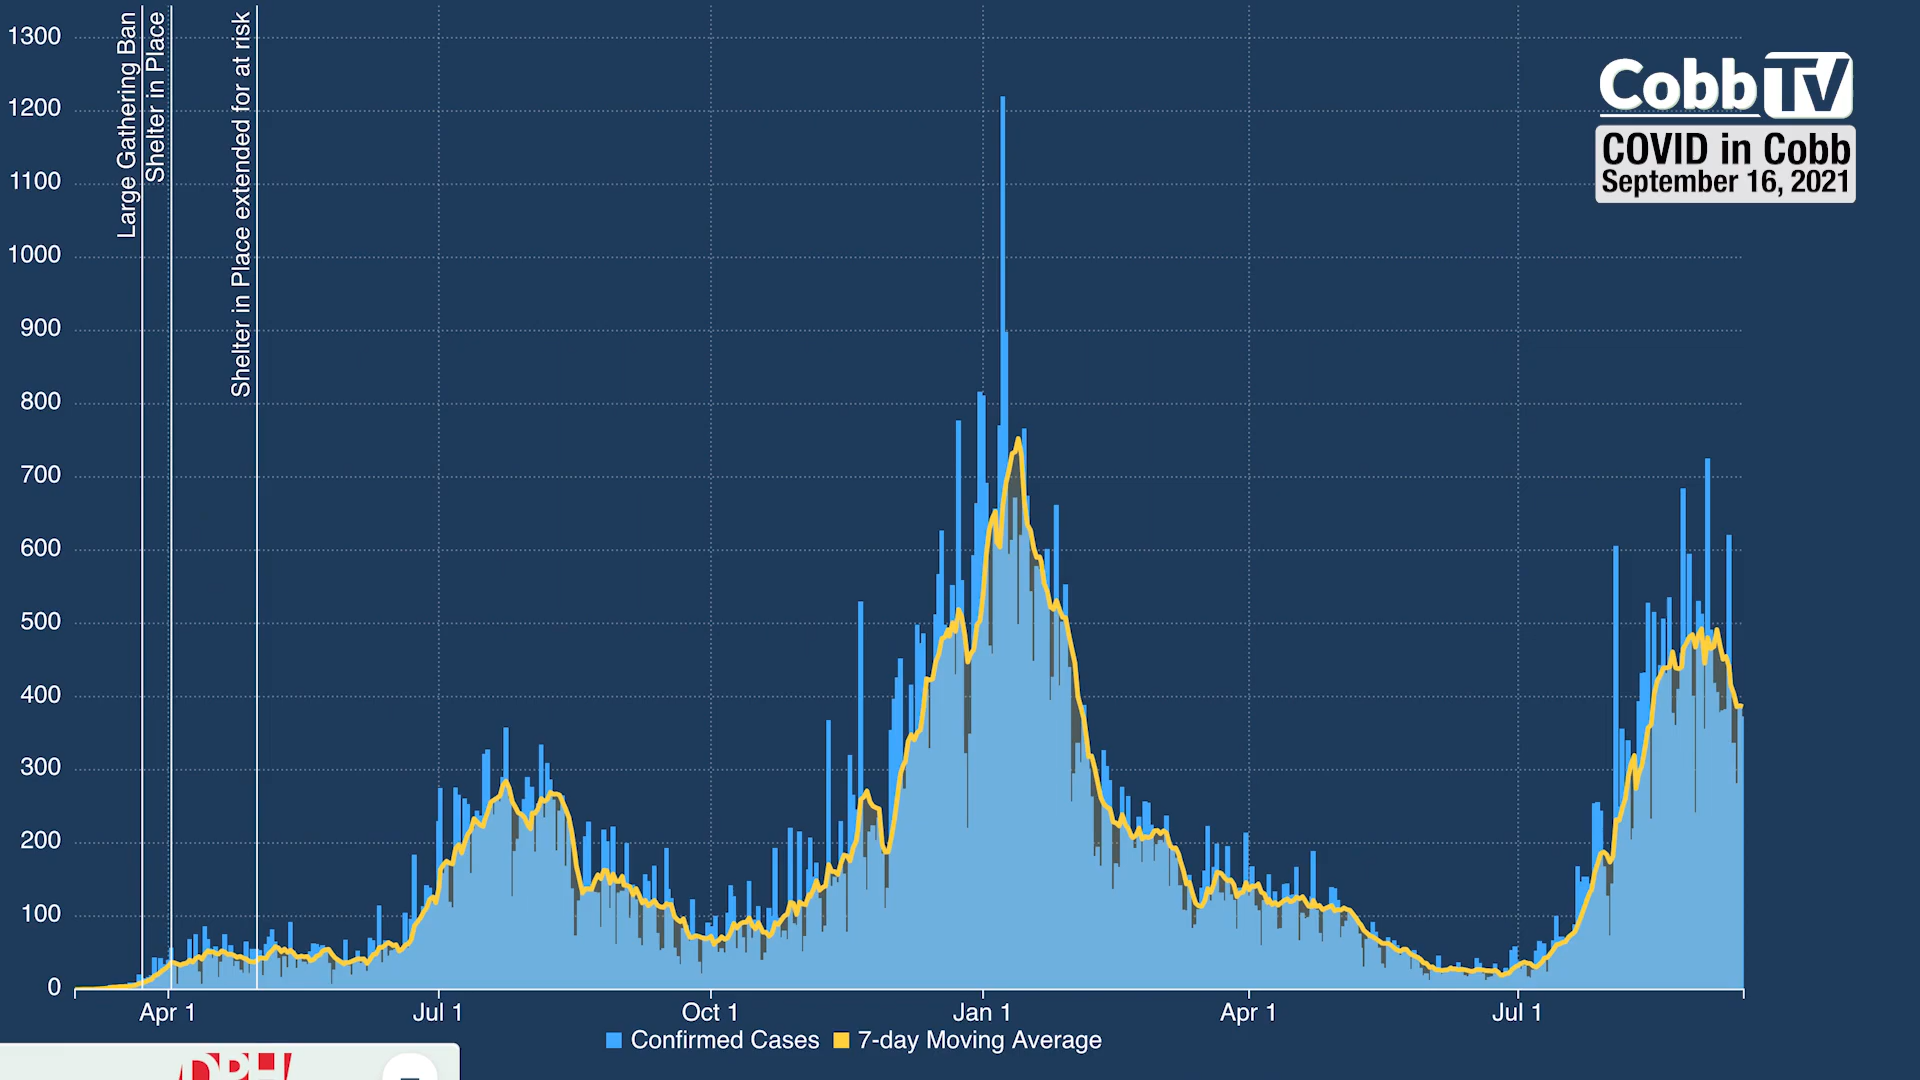 1300
1200
1100
1000
900
800
700
600
500
400
300
200
100
0
Large Gathering Ban
Shelter in Place
Shelter in Place extended for at risk
CobbTV
COVID in Cobb
September 16, 2021
Apr 1
Jul 1
Oct 1
Jan 1
Apr 1
Jul 1
Confirmed Cases
7-day Moving Average
DPH